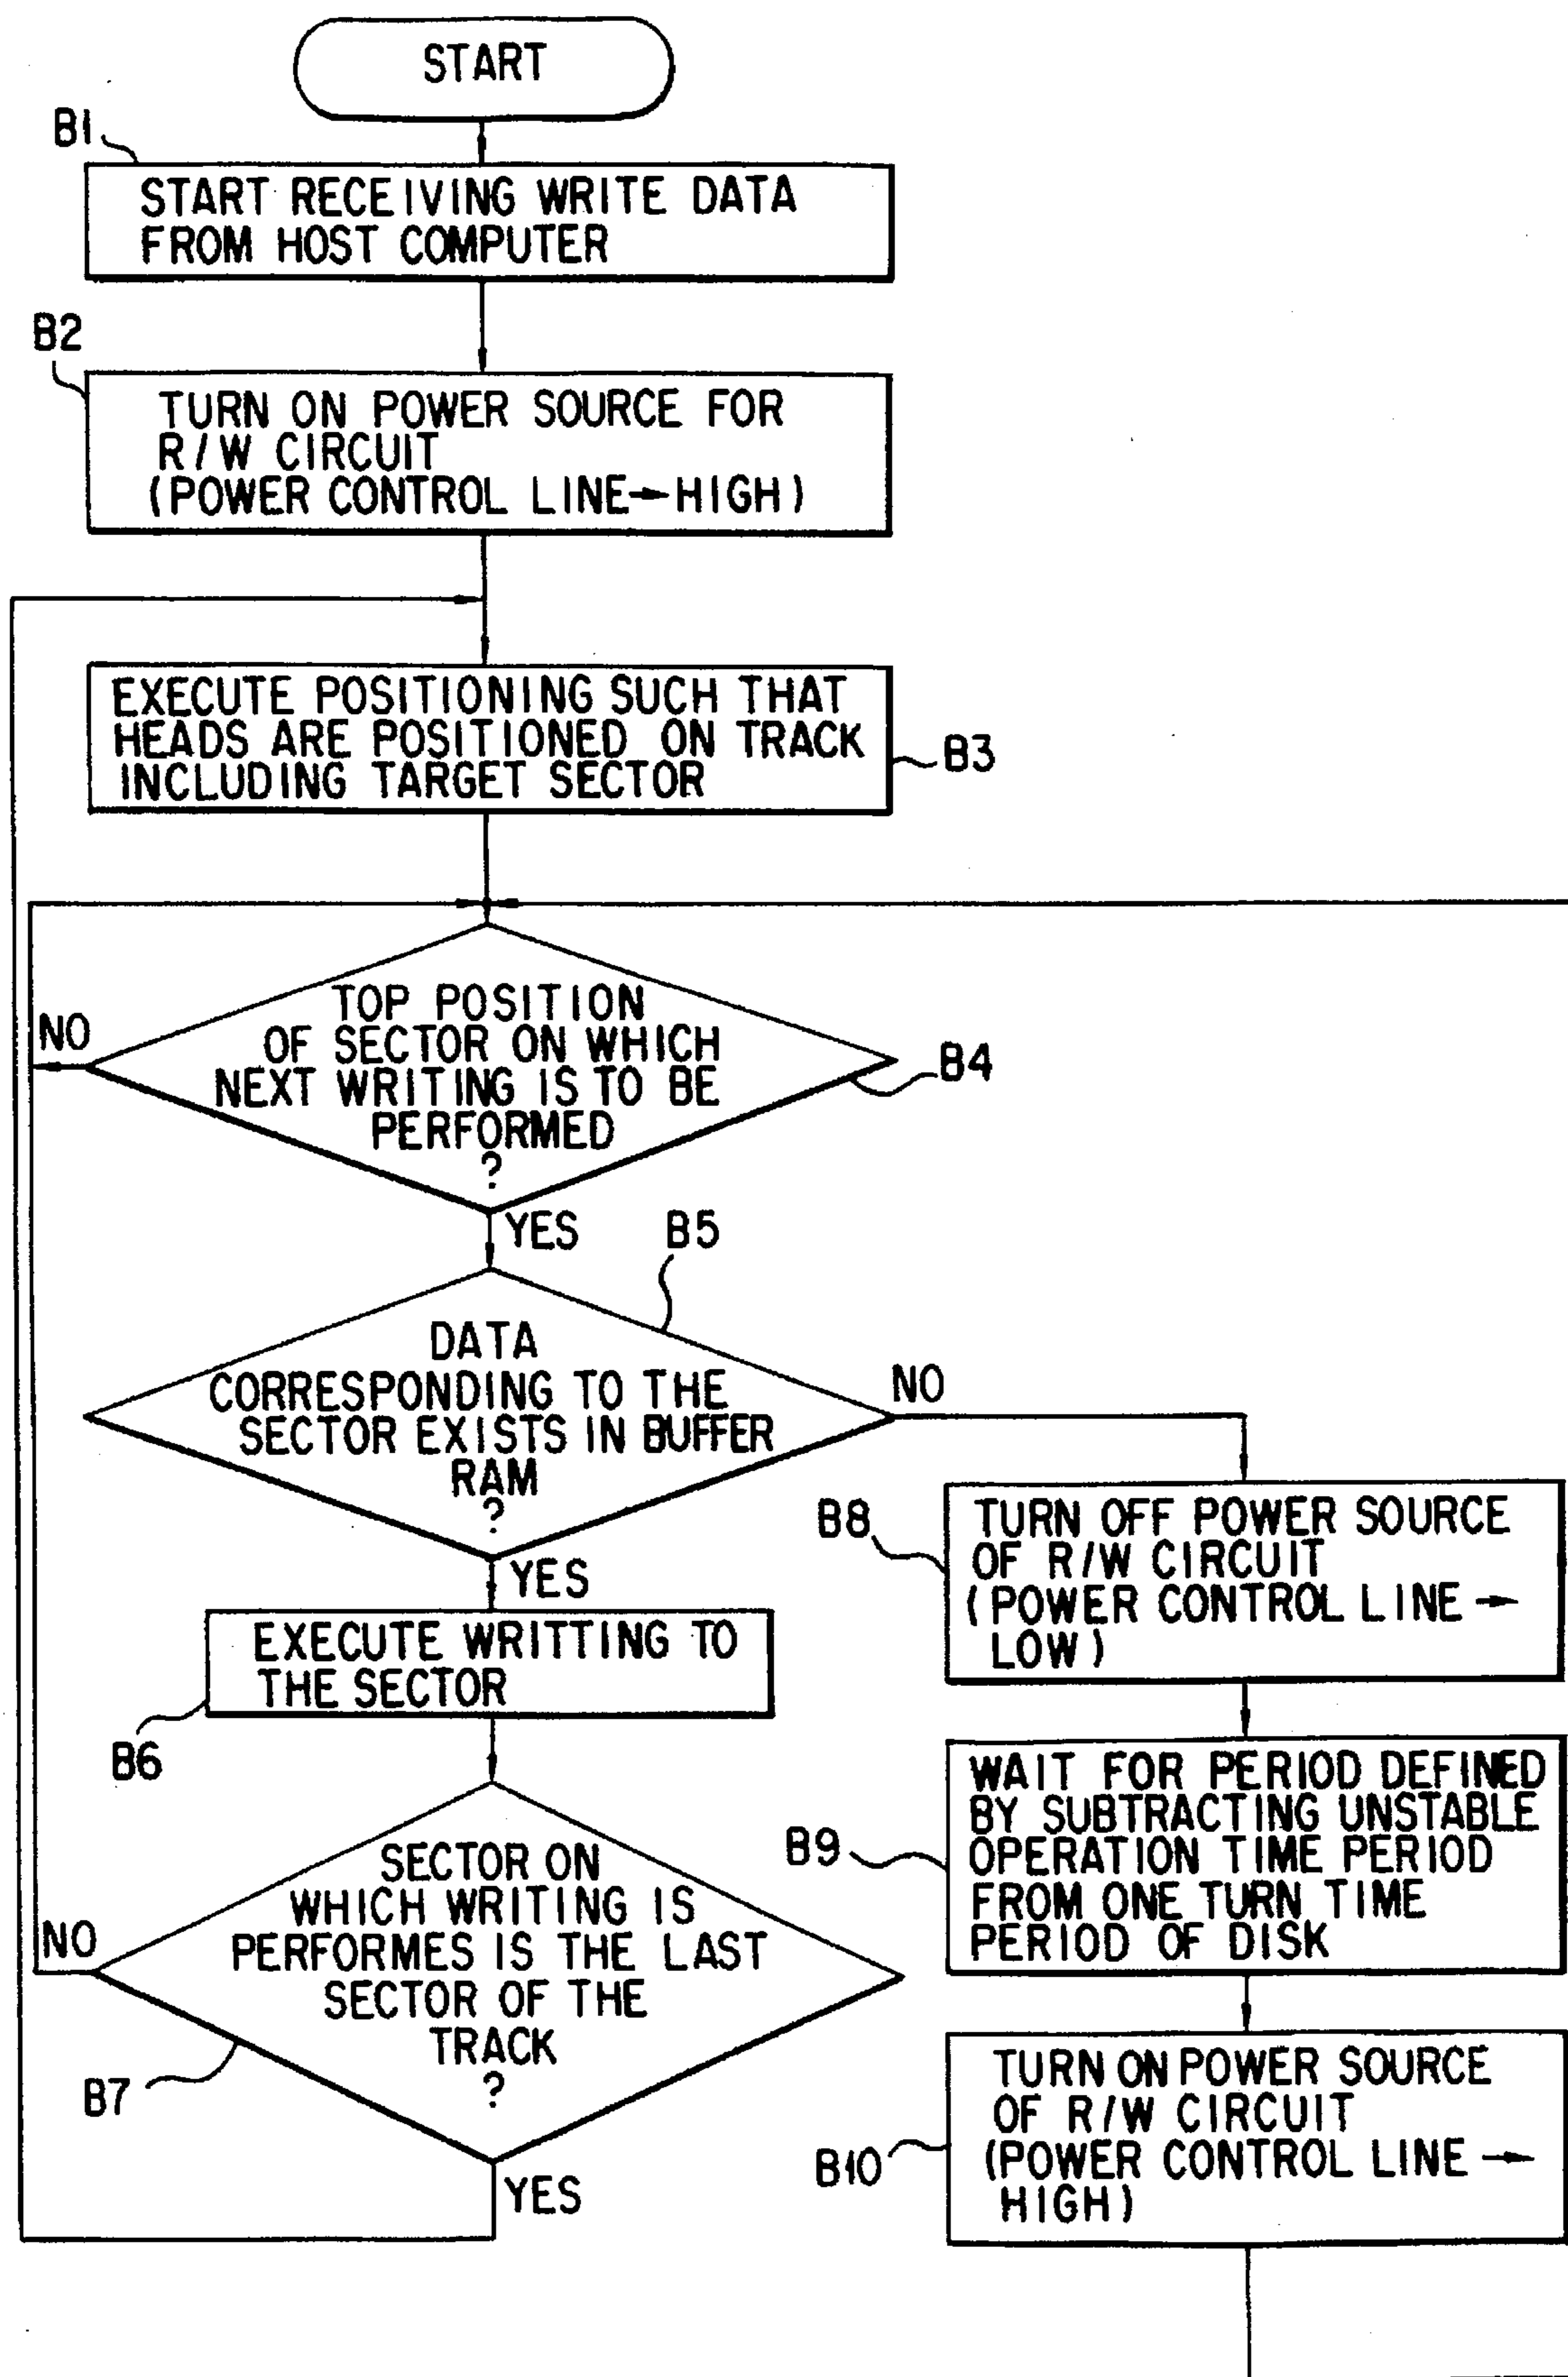 START
B1
START RECEIVING WRITE DATA
FROM HOST COMPUTER
B2
TURN ON POWER SOURCE FOR
R/W CIRCUIT
(POWER CONTROL LINE→HIGH)
EXECUTE POSITIONING SUCH THAT
HEADS ARE POSITIONED ON TRACK
INCLUDING TARGET SECTOR
B3
TOP POSITION
OF SECTOR ON WHICH
NEXT WRITING IS TO BE
PERFORMED
?
NO
B4
YES
B5
DATA
CORRESPONDING TO THE
SECTOR EXISTS IN BUFFER
RAM
?
NO
YES
EXECUTE WRITTING TO
THE SECTOR
B6
SECTOR ON
WHICH WRITING IS
PERFORMES IS THE LAST
SECTOR OF THE
TRACK
?
NO
B7
YES
B8
TURN OFF POWER SOURCE
OF R/W CIRCUIT
(POWER CONTROL LINE →
LOW)
B9
WAIT FOR PERIOD DEFINED
BY SUBTRACTING UNSTABLE
OPERATION TIME PERIOD
FROM ONE TURN TIME
PERIOD OF DISK
B10
TURN ON POWER SOURCE
OF R/W CIRCUIT
(POWER CONTROL LINE →
HIGH)